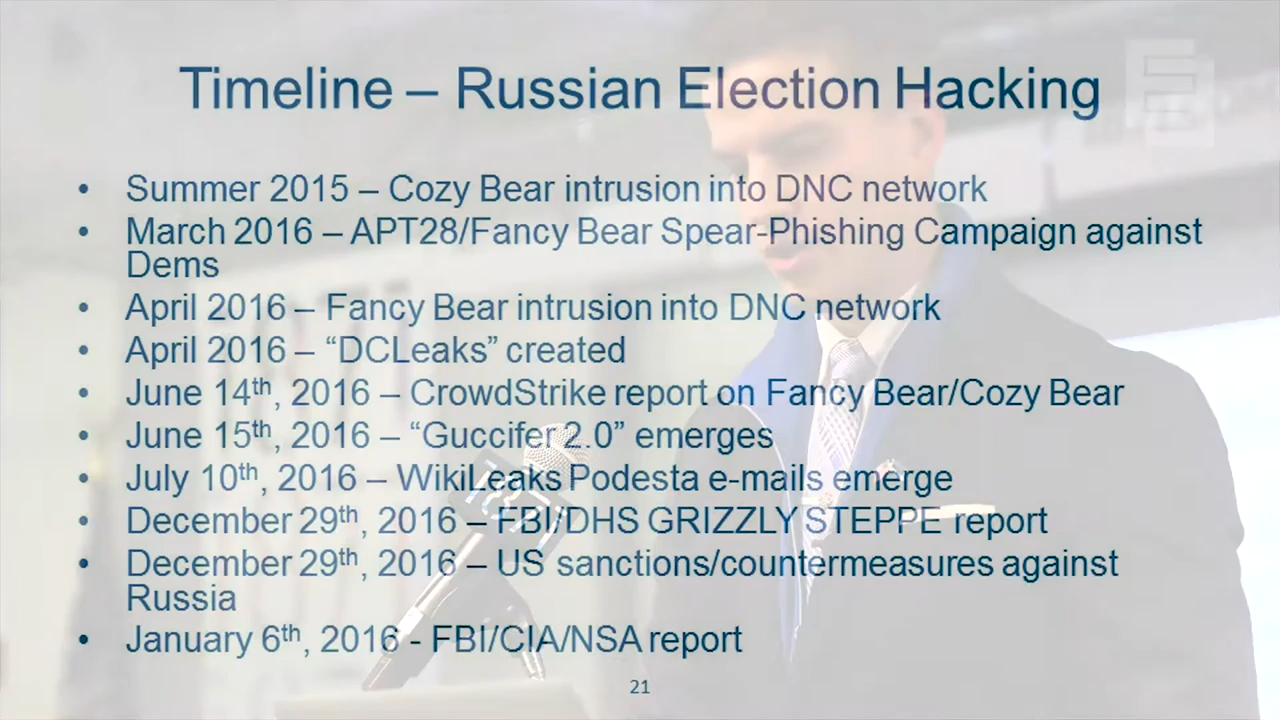 Timeline – Russian Election Hacking
• Summer 2015 – Cozy Bear intrusion into DNC network
• March 2016 – APT28/Fancy Bear Spear-Phishing Campaign against
Dems
• April 2016 – Fancy Bear intrusion into DNC network
• April 2016 – “DCLeaks” created
• June 14th, 2016 – CrowdStrike report on Fancy Bear/Cozy Bear
• June 15th, 2016 – “Guccifer 2.0” emerges
• July 10th, 2016 – WikiLeaks Podesta e-mails emerge
• December 29th, 2016 – FBI/DHS GRIZZLY STEPPE report
• December 29th, 2016 – US sanctions/countermeasures against
Russia
• January 6th, 2016 - FBI/CIA/NSA report
21